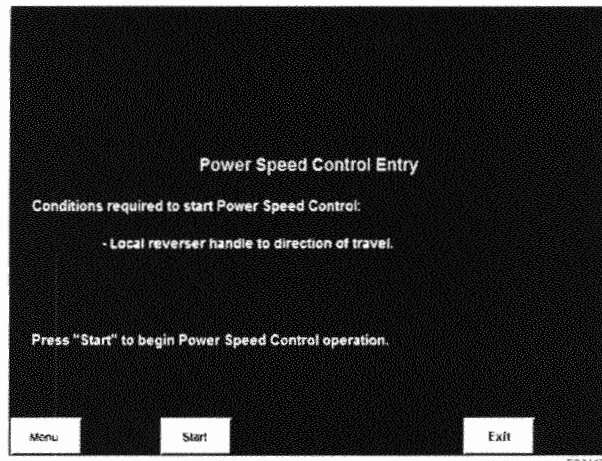 Power Speed Control Entry
Conditions required to start Power Speed Control:
- Local reverser handle to direction of travel.
Press "Start" to begin Power Speed Control operation.
Menu
Start
Exit